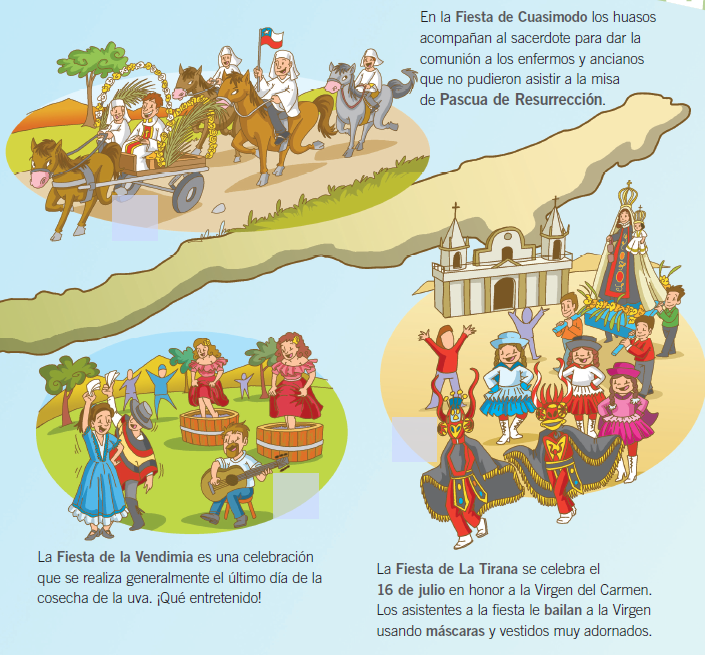 En la Fiesta de Cuasimodo los huasos
acompañan al sacerdote para dar la
comunión a los enfermos y ancianos
que no pudieron asistir a la misa
de Pascua de Resurrección.
La Fiesta de la Vendimia es una celebración
que se realiza generalmente el último día de la
cosecha de la uva. ¡Qué entretenido!
La Fiesta de La Tirana se celebra el
16 de julio en honor a la Virgen del Carmen.
Los asistentes a la fiesta le bailan a la Virgen
usando máscaras y vestidos muy adornados.